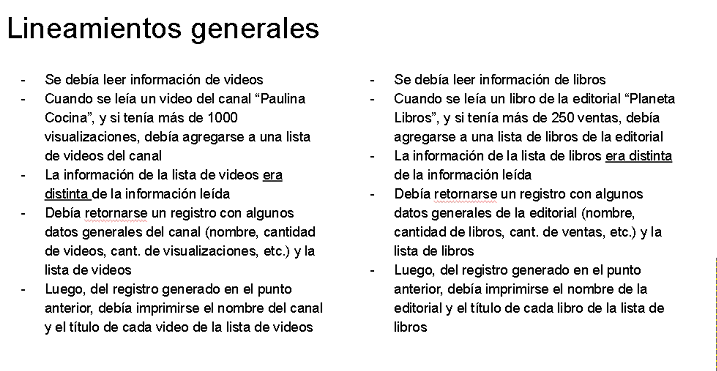 Lineamientos generales
- Se debía leer información de videos
- Cuando se leía un video del canal “Paulina
Cocina”, y si tenía más de 1000
visualizaciones, debía agregarse a una lista
de videos del canal
- La información de la lista de videos era
distinta de la información leída
- Debía retornarse un registro con algunos
datos generales del canal (nombre, cantidad
de videos, cant. de visualizaciones, etc.) y la
lista de videos
- Luego, del registro generado en el punto
anterior, debía imprimirse el nombre del canal
y el título de cada video de la lista de videos
- Se debía leer información de libros
- Cuando se leía un libro de la editorial “Planeta
Libros”, y si tenía más de 250 ventas, debía
agregarse a una lista de libros de la editorial
- La información de la lista de libros era distinta
de la información leída
- Debía retornarse un registro con algunos
datos generales de la editorial (nombre,
cantidad de libros, cant. de ventas, etc.) y la
lista de libros
- Luego, del registro generado en el punto
anterior, debía imprimirse el nombre de la
editorial y el título de cada libro de la lista de
libros